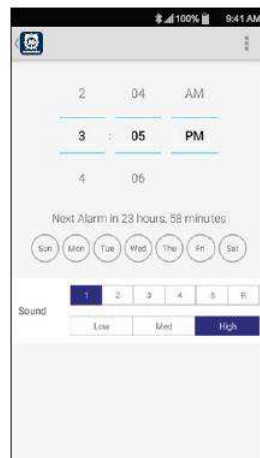 100% 9:41 AM
2 04 AM
3 : 05 PM
4 06
Next Alarm in 23 hours, 58 minutes
Sun Mon Tue Wed Thu Fri Sat
1 2 3 4 5 R
Sound
Low Med High